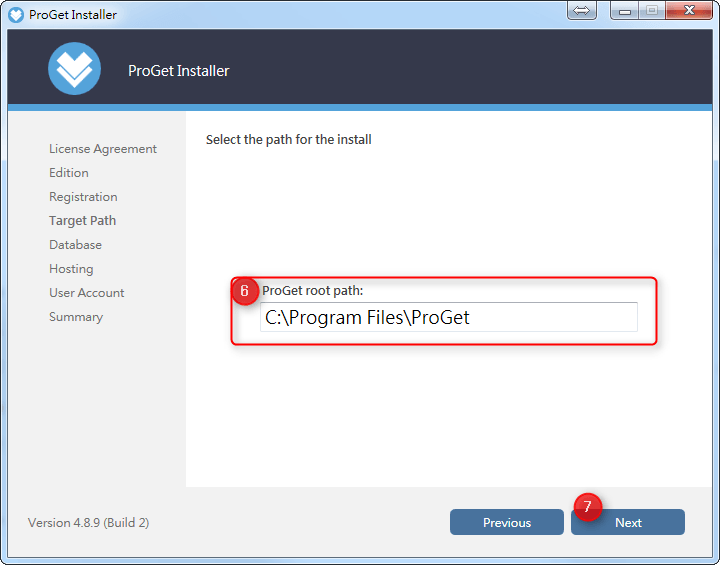 ProGet Installer
ProGet Installer
Select the path for the install
License Agreement
Edition
Registration
Target Path
Database
Hosting
User Account
Summary
6 ProGet root path:
C:\Program Files\ProGet
7
Version 4.8.9 (Build 2)
Previous
Next